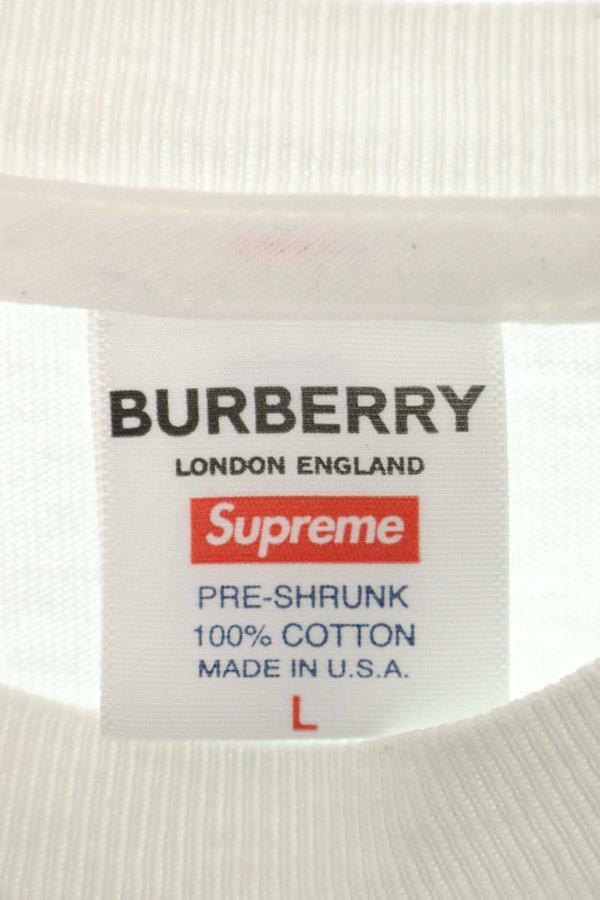 BURBERRY
LONDON ENGLAND
Supreme
PRE-SHRUNK
100% COTTON
MADE IN U.S.A.
L